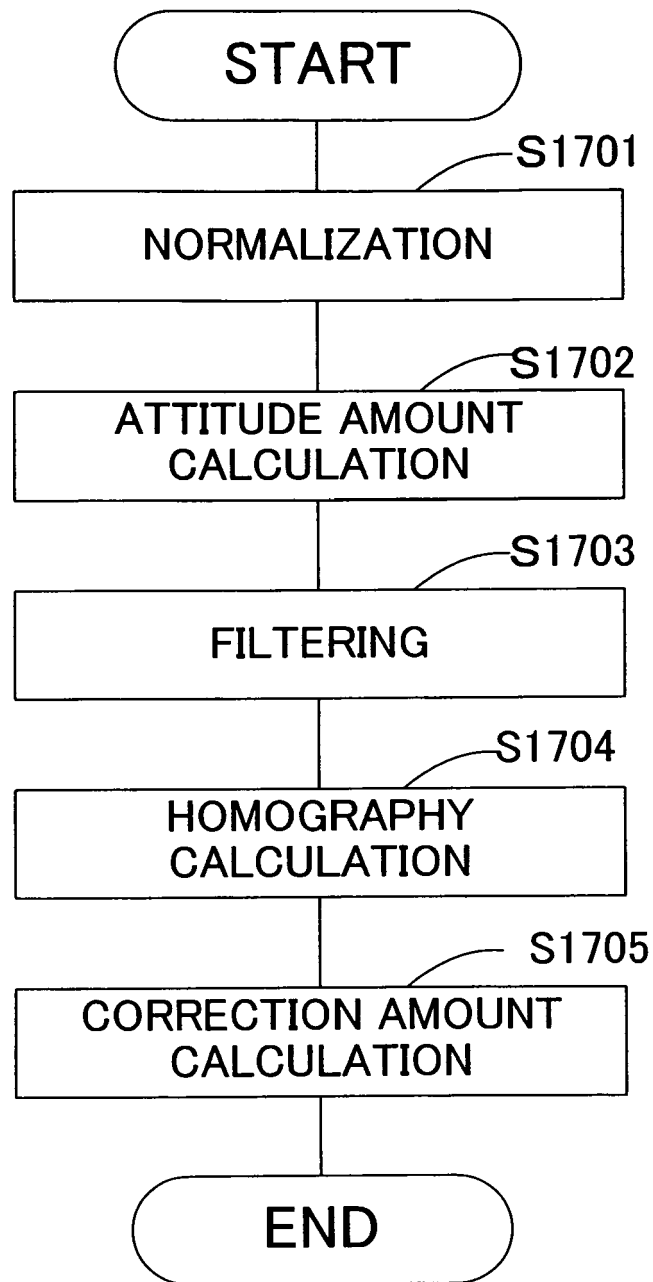 START
S1701
NORMALIZATION
S1702
ATTITUDE AMOUNT
CALCULATION
S1703
FILTERING
S1704
HOMOGRAPHY
CALCULATION
S1705
CORRECTION AMOUNT
CALCULATION
END